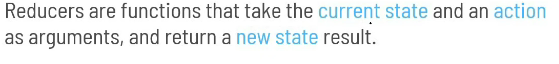 Reducers are functions that take the current state and an action
as arguments, and return a new state result.